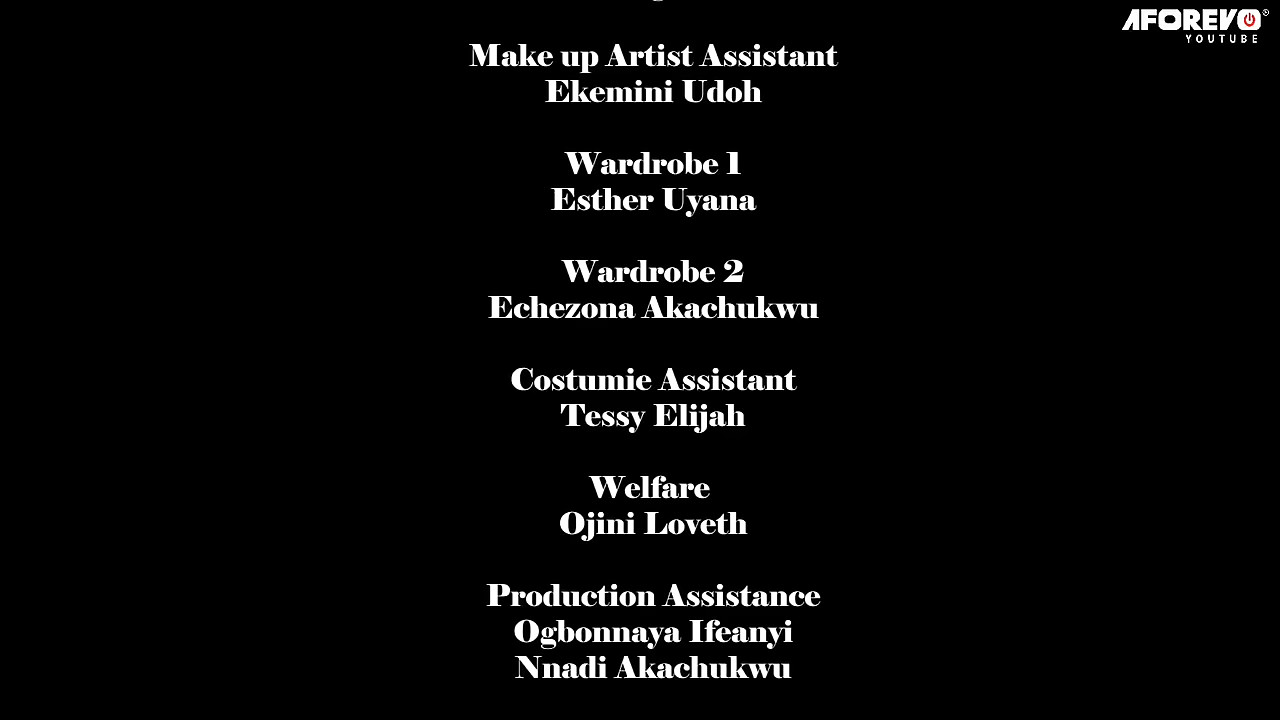 AFOREVO®
YOUTUBE
Make up Artist Assistant
Ekemini Udoh
Wardrobe 1
Esther Uyana
Wardrobe 2
Echezona Akachukwu
Costumie Assistant
Tessy Elijah
Welfare
Ojini Loveth
Production Assistance
Ogbonnaya Ifeanyi
Nnadi Akachukwu